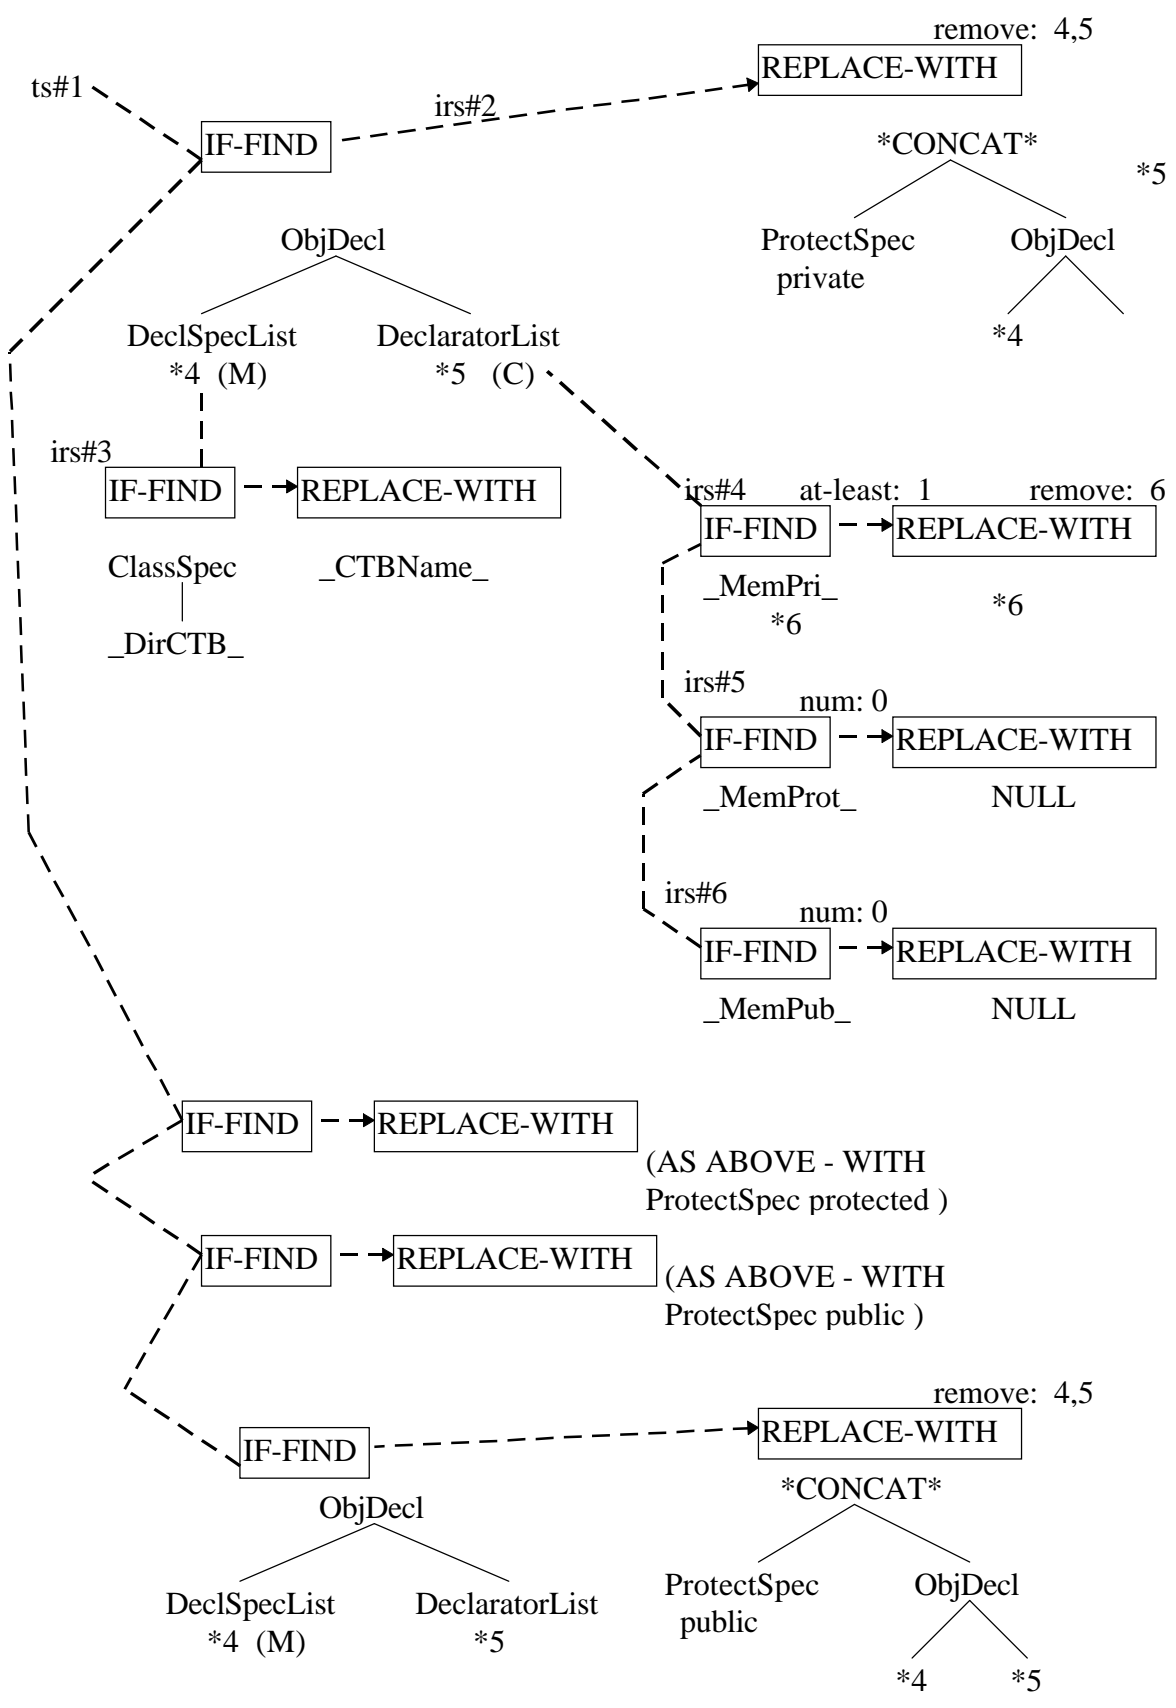 remove: 4,5
REPLACE-WITH
ts#1
irs#2
IF-FIND
*CONCAT*
*5
ObjDecl
ProtectSpec
private
ObjDecl
DeclSpecList
*4 (M)
DeclaratorList
*5 (C)
*4
irs#3
IF-FIND
REPLACE-WITH
irs#4 at-least: 1 remove: 6
IF-FIND
REPLACE-WITH
ClassSpec
_CTBName_
_MemPri_
*6
*6
_DirCTB_
irs#5
num: 0
IF-FIND
REPLACE-WITH
_MemProt_
NULL
irs#6
num: 0
IF-FIND
REPLACE-WITH
_MemPub_
NULL
IF-FIND
REPLACE-WITH
(AS ABOVE - WITH
ProtectSpec protected )
IF-FIND
REPLACE-WITH
(AS ABOVE - WITH
ProtectSpec public )
remove: 4,5
IF-FIND
REPLACE-WITH
*CONCAT*
ObjDecl
ProtectSpec
public
ObjDecl
DeclSpecList
*4 (M)
DeclaratorList
*5
*4
*5